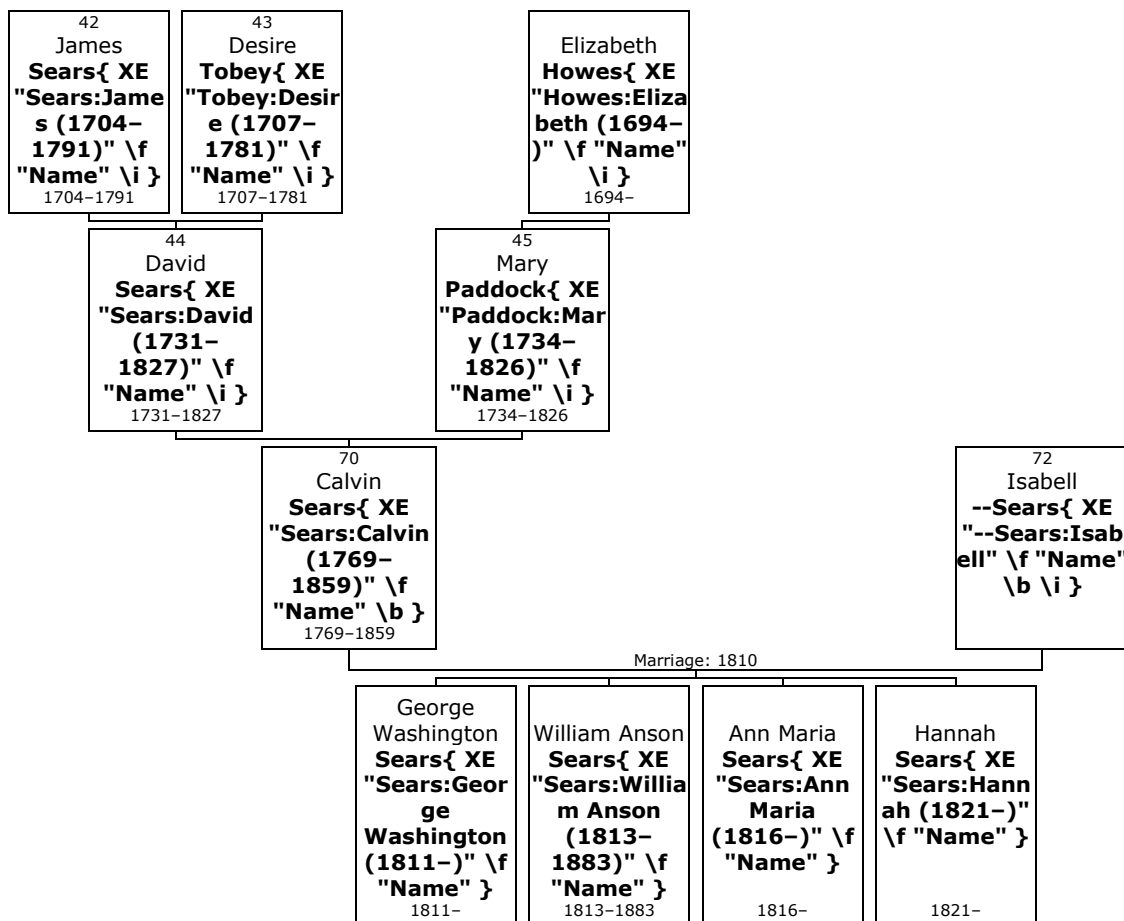 42
James
Sears{ XE
"Sears:Jame
s (1704–
1791)" \f
"Name" \i }
1704–1791
43
Desire
Tobey{ XE
"Tobey:Desir
e (1707–
1781)" \f
"Name" \i }
1707–1781
Elizabeth
Howes{ XE
"Howes:Eliza
beth (1694–
)" \f "Name"
\i }
1694–
44
David
Sears{ XE
"Sears:David
(1731–
1827)" \f
"Name" \i }
1731–1827
45
Mary
Paddock{ XE
"Paddock:Mar
y (1734–
1826)" \f
"Name" \i }
1734–1826
70
Calvin
Sears{ XE
"Sears:Calvin
(1769–
1859)" \f
"Name" \b }
1769–1859
72
Isabell
--Sears{ XE
"--Sears:Isab
ell" \f "Name"
\b \i }
Marriage: 1810
George
Washington
Sears{ XE
"Sears:Geor
ge
Washington
(1811–)" \f
"Name" }
1811–
William Anson
Sears{ XE
"Sears:Willia
m Anson
(1813–
1883)" \f
"Name" }
1813–1883
Ann Maria
Sears{ XE
"Sears:Ann
Maria
(1816–)" \f
"Name" }
1816–
Hannah
Sears{ XE
"Sears:Hann
ah (1821–)"
\f "Name" }
1821–